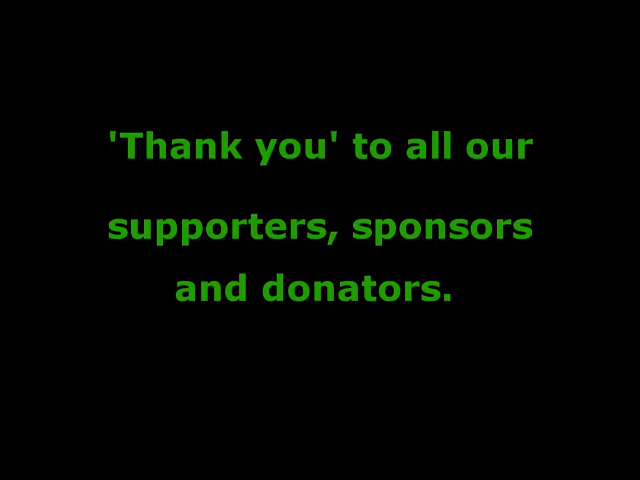 'Thank you' to all our
supporters, sponsors
and donators.